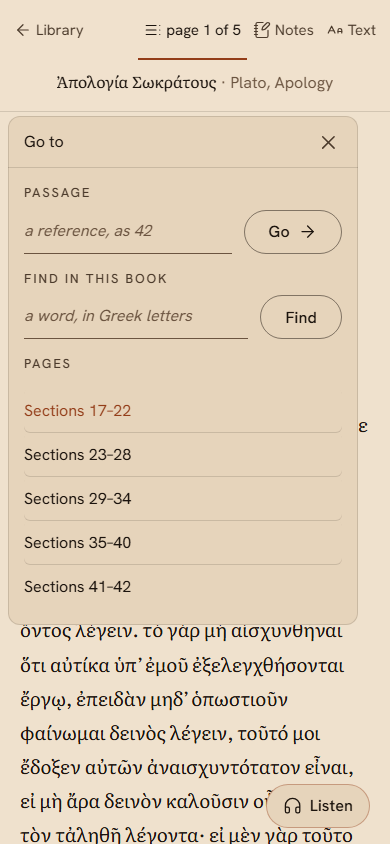 Library
page 1 of 5
Notes
Aa Text
Ἀπολογία Σωκράτους · Plato, Apology
Go to
PASSAGE
a reference, as 42
Go
FIND IN THIS BOOK
a word, in Greek letters
Find
PAGES
Sections 17–22
ε
Sections 23–28
Sections 29–34
Sections 35–40
Sections 41–42
ὄντος λέγειν. τὸ γὰρ μὴ αἰσχυνθῆναι
ὅτι αὐτίκα ὑπ’ ἐμοῦ ἐξελεγχθήσονται
ἔργῳ, ἐπειδὰν μηδ’ ὁπωστιοῦν
φαίνωμαι δεινὸς λέγειν, τοῦτό μοι
ἔδοξεν αὐτῶν ἀναισχυντότατον εἶναι,
εἰ μὴ ἄρα δεινὸν καλοῦσιν
Listen
τὸν τἀληθῆ λέγοντα· εἰ μὲν γὰρ τοῦτο